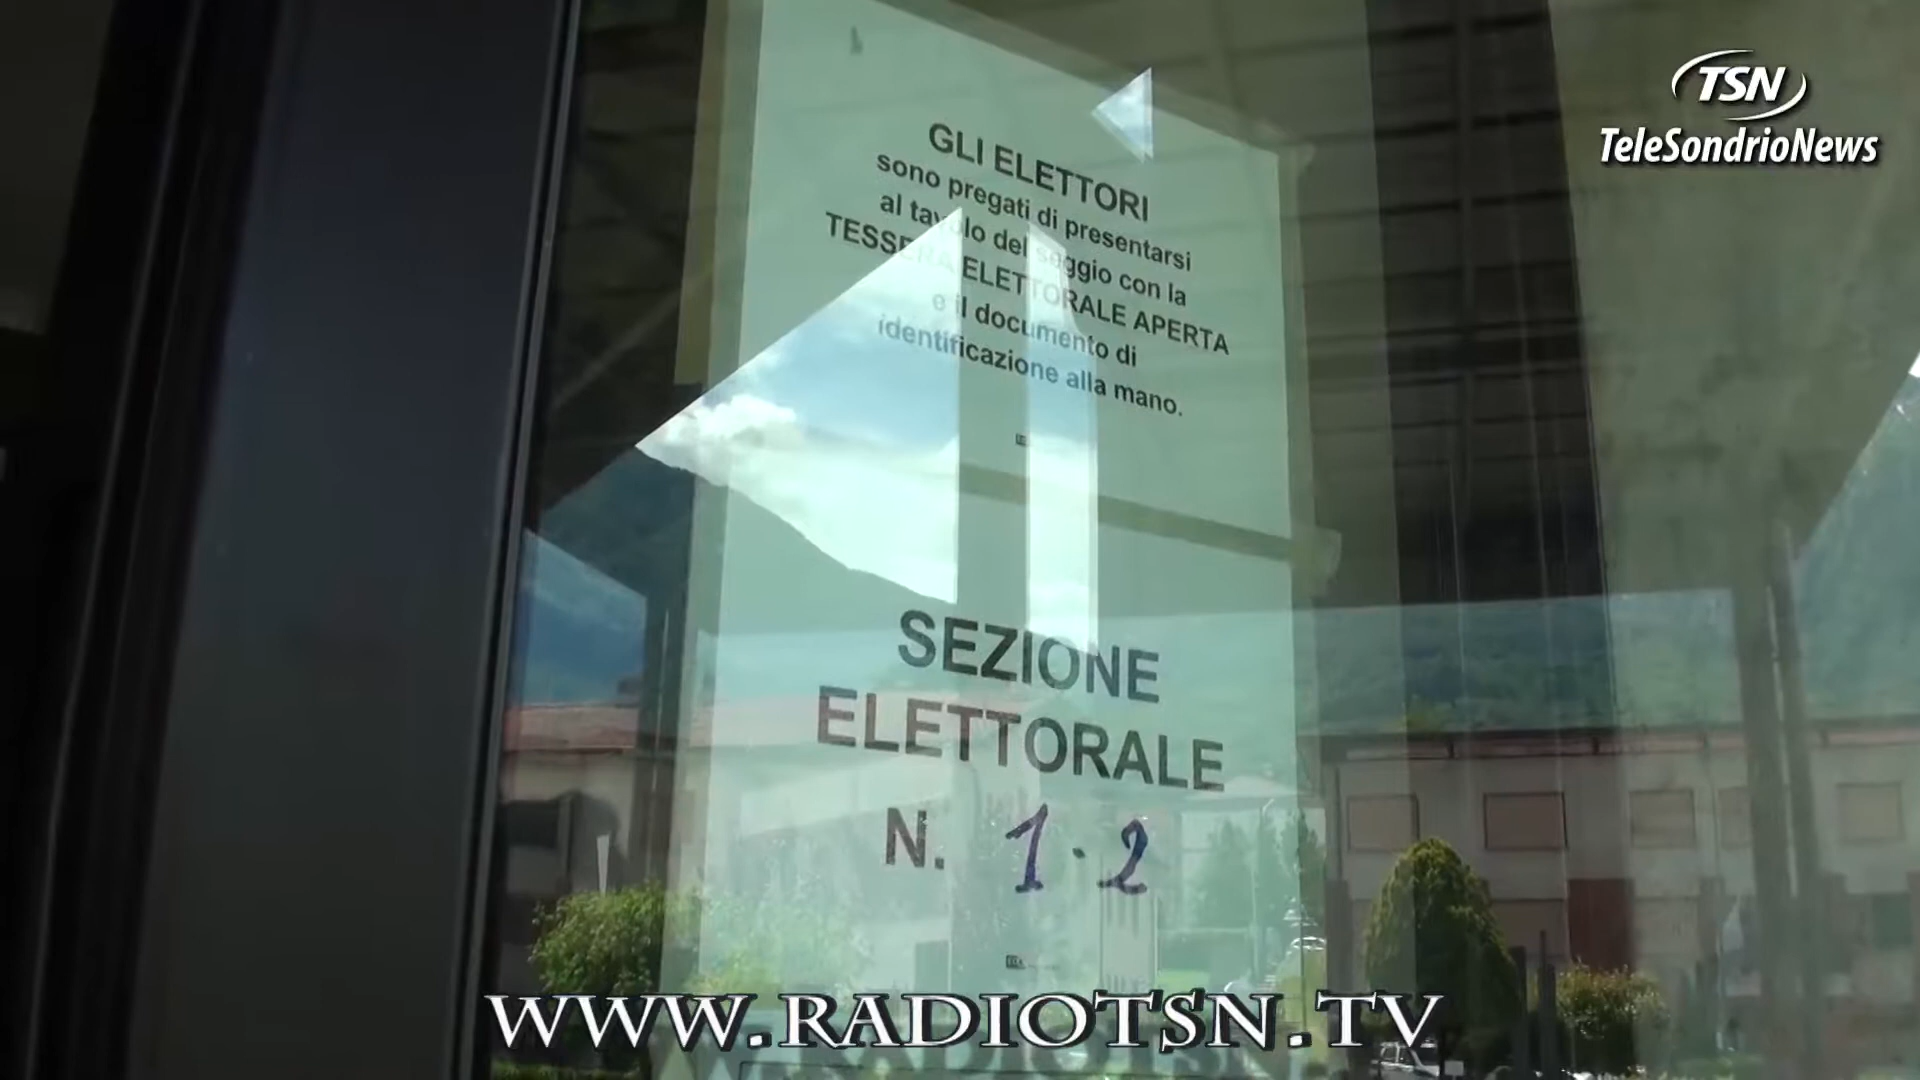 TSN
TeleSondrioNews
GLI ELETTORI
sono pregati di presentarsi
al tavolo del seggio con la
TESSERA ELETTORALE APERTA
e il documento di
identificazione alla mano.
SEZIONE
ELETTORALE
N. 1·2
WWW.RADIOTSN.TV